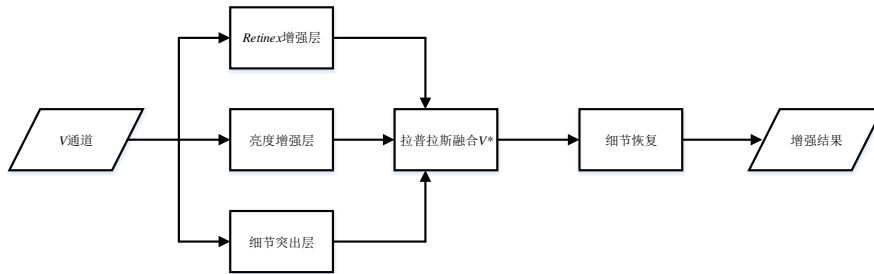 Retinex增强层
V通道
亮度增强层
拉普拉斯融合V*
细节恢复
增强结果
细节突出层